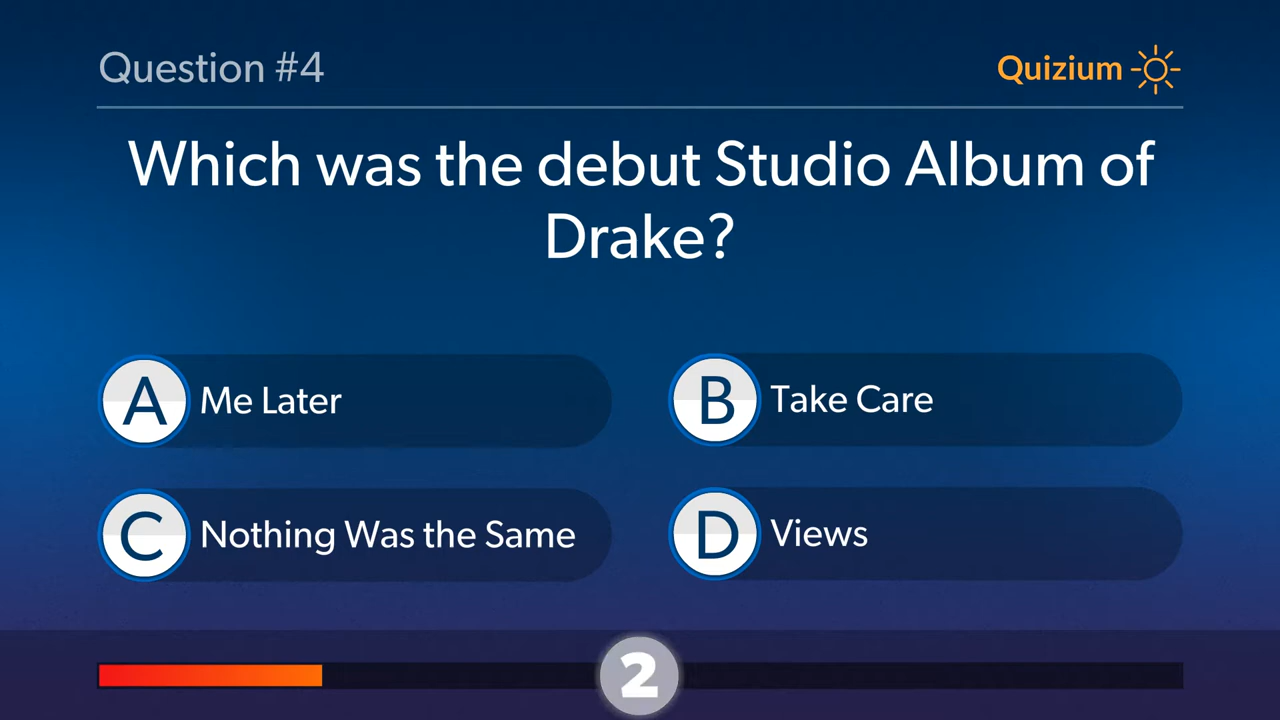 Question #4
Quizium
Which was the debut Studio Album of
Drake?
A Me Later
B Take Care
C Nothing Was the Same
D Views
2